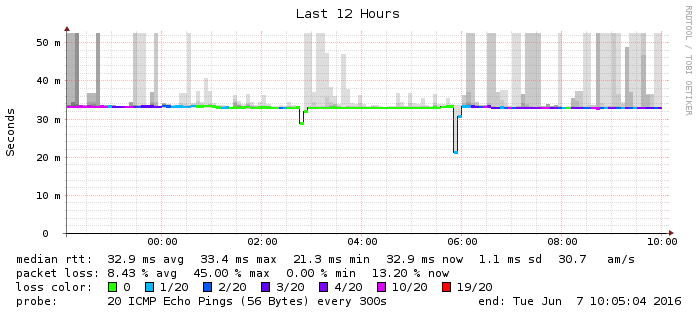 Last 12 Hours
RRDTOOL / TOBI OETIKER
Seconds
50 m
40 m
30 m
20 m
10 m
0
00:00 02:00 04:00 06:00 08:00 10:00
median rtt: 32.9 ms avg 33.4 ms max 21.3 ms min 32.9 ms now 1.1 ms sd 30.7 am/s
packet loss: 8.43 % avg 45.00 % max 0.00 % min 13.20 % now
loss color: 0 1/20 2/20 3/20 4/20 10/20 19/20
probe: 20 ICMP Echo Pings (56 Bytes) every 300s end: Tue Jun 7 10:05:04 2016